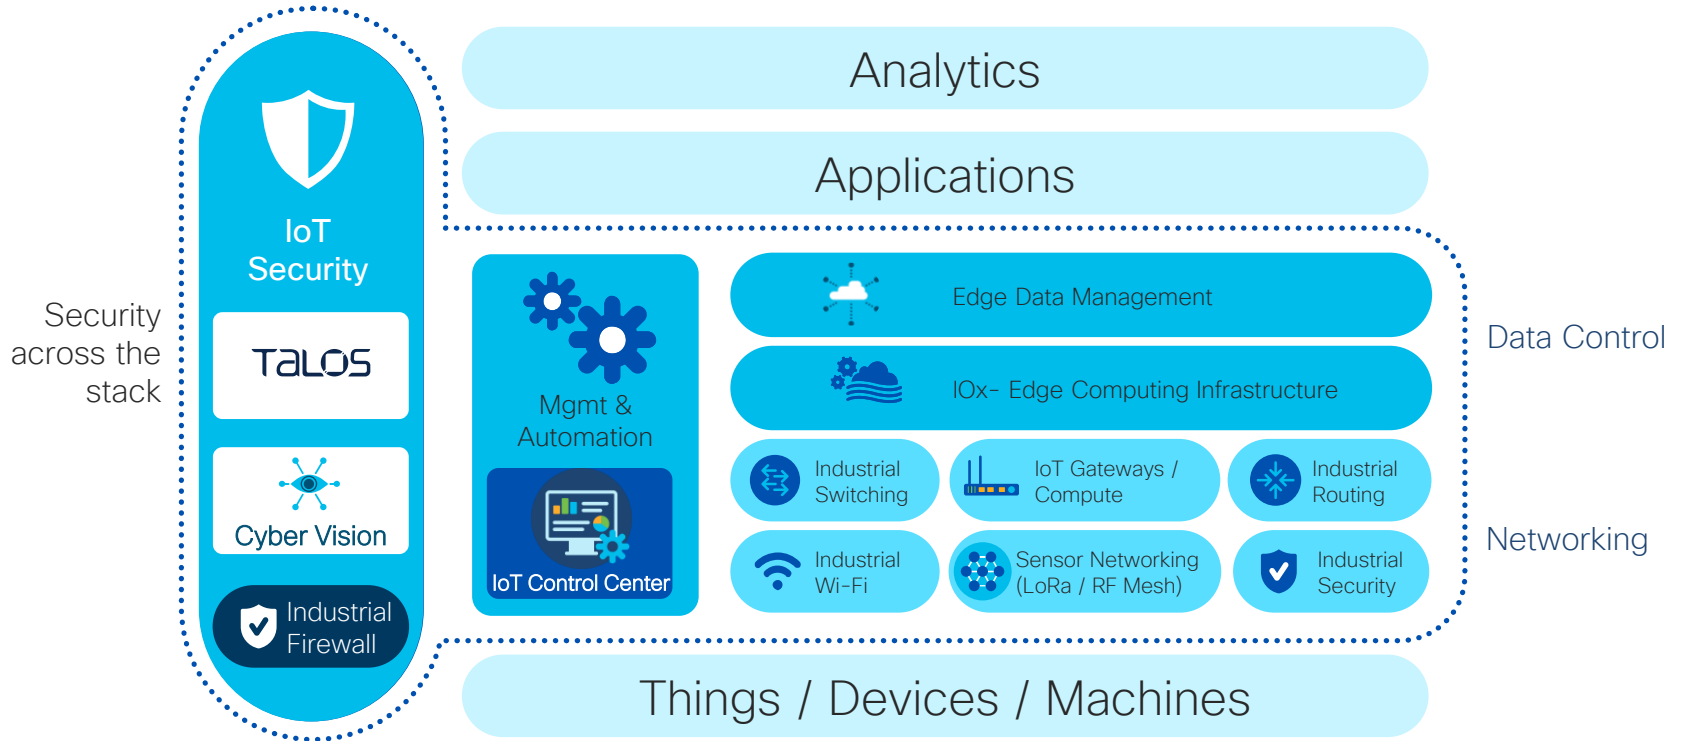 Analytics
Applications
IoT
Security
Security
across the
stack
TALOS
Cyber Vision
Industrial
Firewall
Mgmt &
Automation
IoT Control Center
Edge Data Management
IOx- Edge Computing Infrastructure
Data Control
Industrial
Switching
IoT Gateways /
Compute
Industrial
Routing
Industrial
Wi-Fi
Sensor Networking
(LoRa / RF Mesh)
Industrial
Security
Networking
Things / Devices / Machines